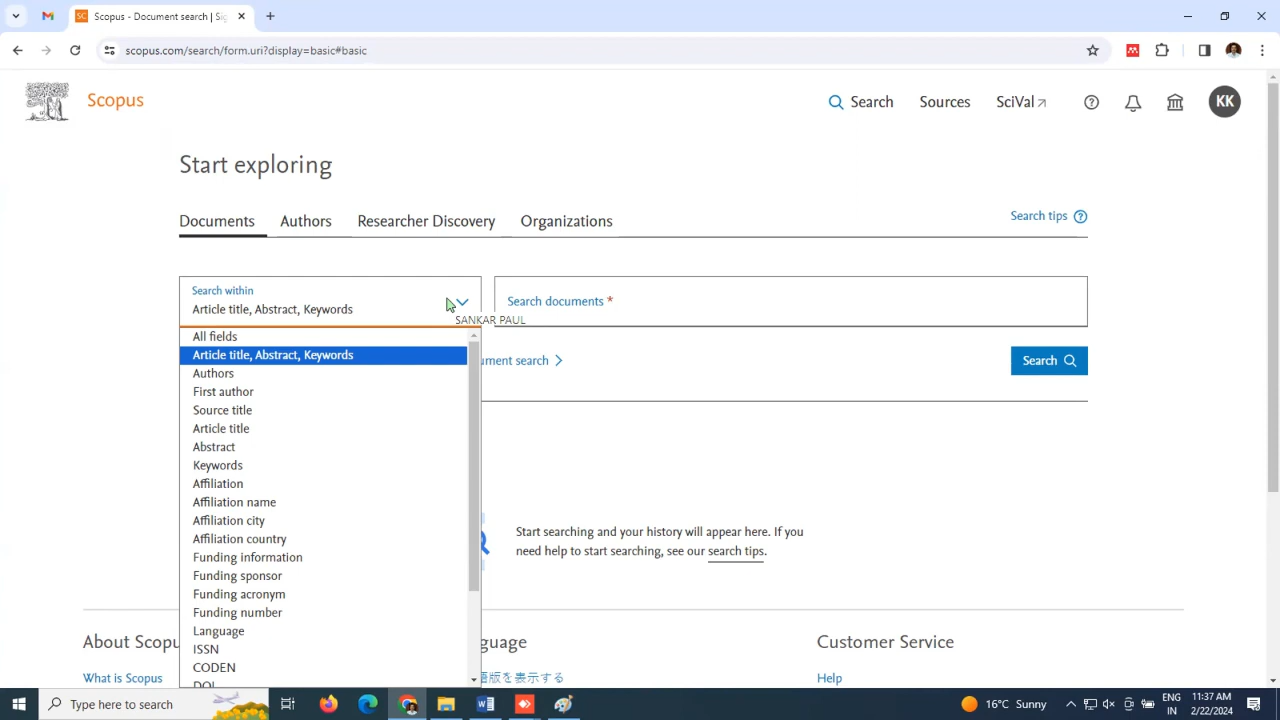 Scopus - Document search | Sig
scopus.com/search/form.uri?display=basic#basic
Scopus
Search
Sources
SciVal
KK
Start exploring
Documents
Authors
Researcher Discovery
Organizations
Search tips
Search within
Article title, Abstract, Keywords
Search documents *
SANKAR PAUL
All fields
Article title, Abstract, Keywords
Authors
First author
Source title
Article title
Abstract
Keywords
Affiliation
Affiliation name
Affiliation city
Affiliation country
Funding information
Funding sponsor
Funding acronym
Funding number
Language
ISSN
CODEN
DOI
ument search
Search
Start searching and your history will appear here. If you
need help to start searching, see our search tips.
About Scopu
guage
Customer Service
What is Scopus
語版を表示する
Help
Type here to search
16°C Sunny
ENG
IN
11:37 AM
2/22/2024